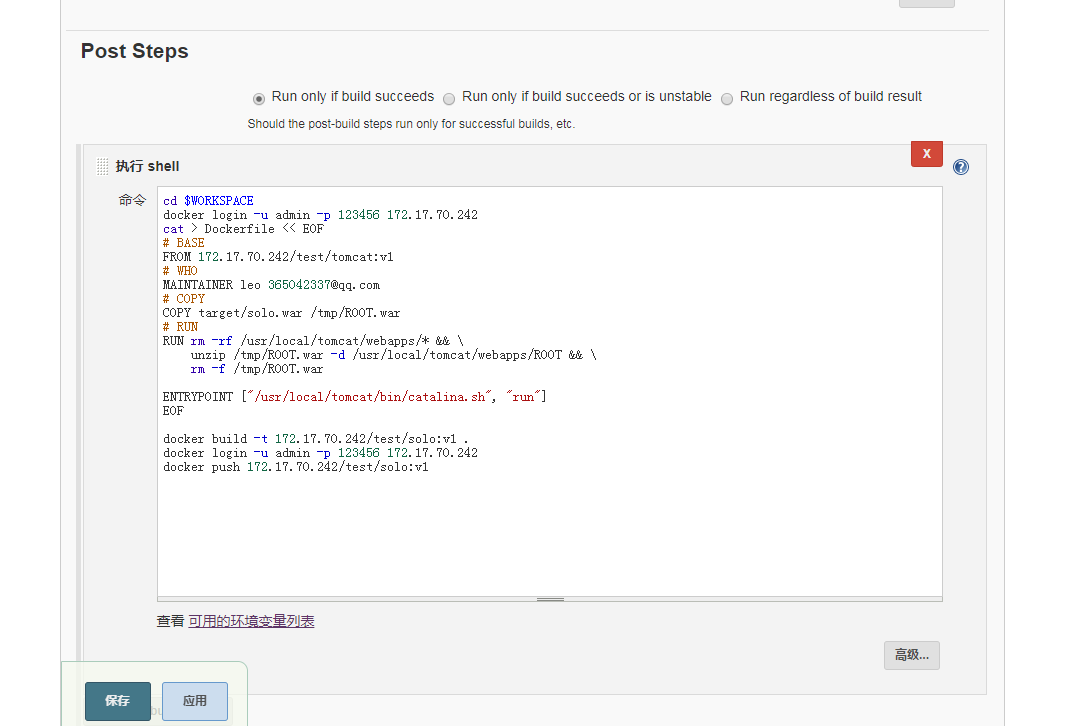 Post Steps
Run only if build succeeds Run only if build succeeds or is unstable Run regardless of build result
Should the post-build steps run only for successful builds, etc.
X
执行 shell
?
命令
cd $WORKSPACE
docker login -u admin -p 123456 172.17.70.242
cat > Dockerfile << EOF
# BASE
FROM 172.17.70.242/test/tomcat:v1
# WHO
MAINTAINER leo 365042337@qq.com
# COPY
COPY target/solo.war /tmp/ROOT.war
# RUN
RUN rm -rf /usr/local/tomcat/webapps/* && \
    unzip /tmp/ROOT.war -d /usr/local/tomcat/webapps/ROOT && \
    rm -f /tmp/ROOT.war
ENTRYPOINT ["/usr/local/tomcat/bin/catalina.sh", "run"]
EOF
docker build -t 172.17.70.242/test/solo:v1 .
docker login -u admin -p 123456 172.17.70.242
docker push 172.17.70.242/test/solo:v1
查看 可用的环境变量列表
高级...
保存 应用